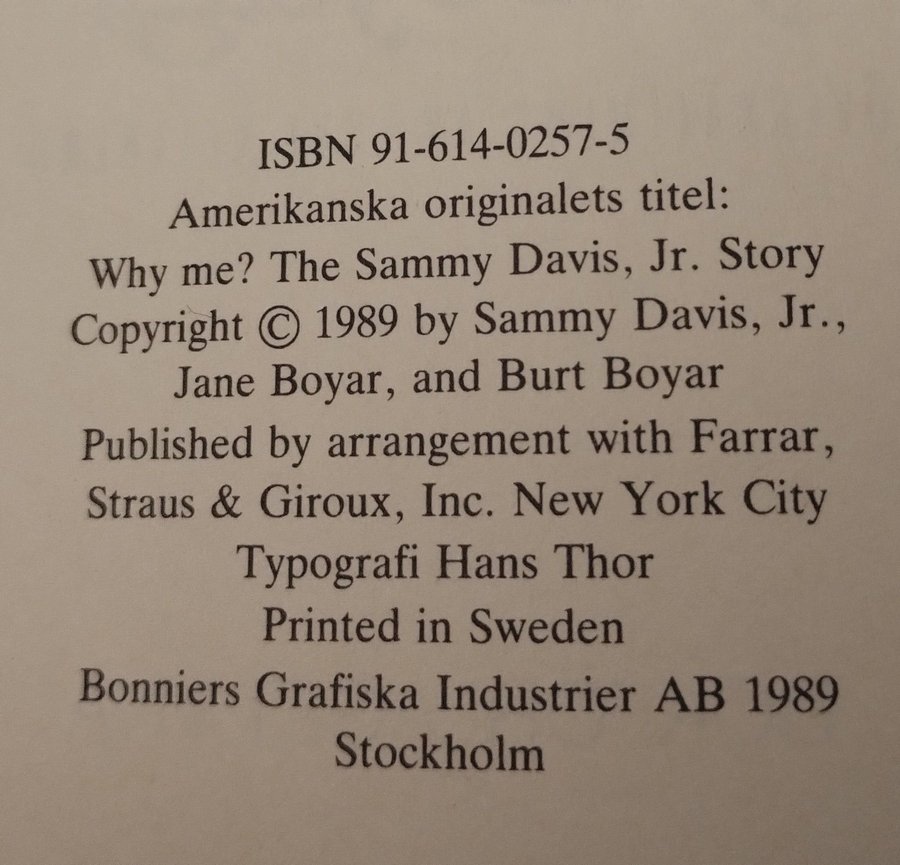 ISBN 91-614-0257-5
Amerikanska originalets titel:
Why me? The Sammy Davis, Jr. Story
Copyright © 1989 by Sammy Davis, Jr.,
Jane Boyar, and Burt Boyar
Published by arrangement with Farrar,
Straus & Giroux, Inc. New York City
Typografi Hans Thor
Printed in Sweden
Bonniers Grafiska Industrier AB 1989
Stockholm